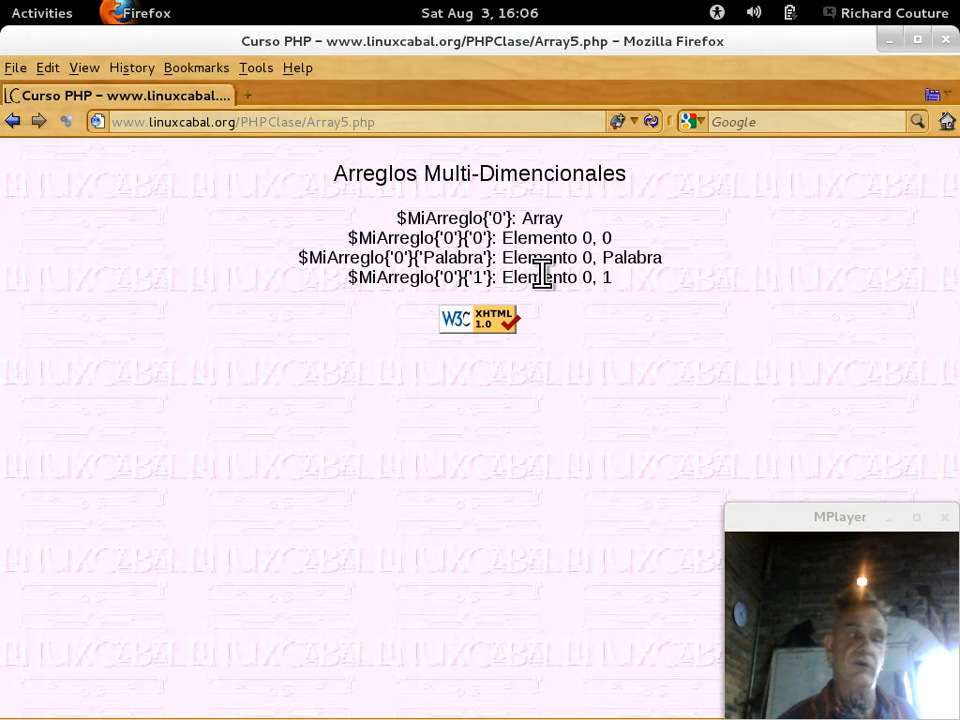 Activities Firefox Sat Aug 3, 16:06 Richard Couture
Curso PHP - www.linuxcabal.org/PHPClase/Array5.php - Mozilla Firefox
File Edit View History Bookmarks Tools Help
Curso PHP - www.linuxcabal....
www.linuxcabal.org/PHPClase/Array5.php Google
Arreglos Multi-Dimencionales
$MiArreglo{'0'}: Array
$MiArreglo{'0'}{'0'}: Elemento 0, 0
$MiArreglo{'0'}{'Palabra'}: Elemento 0, Palabra
$MiArreglo{'0'}{'1'}: Elemento 0, 1
W3C XHTML
1.0
MPlayer